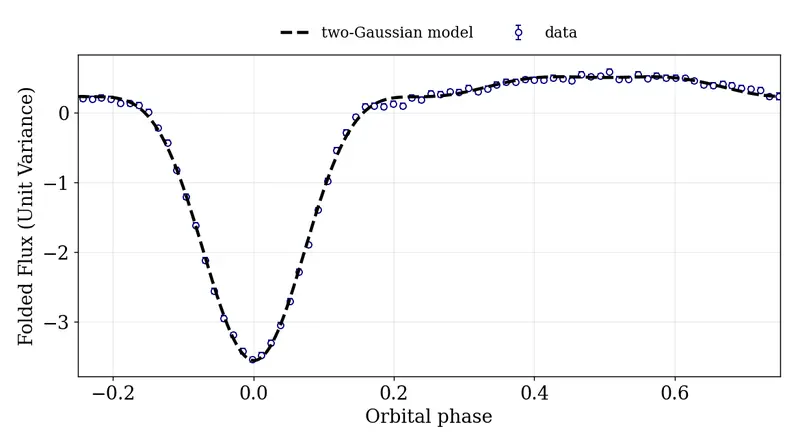 two-Gaussian model
data
Folded Flux (Unit Variance)
0
−1
−2
−3
−0.2
0.0
0.2
0.4
0.6
Orbital phase